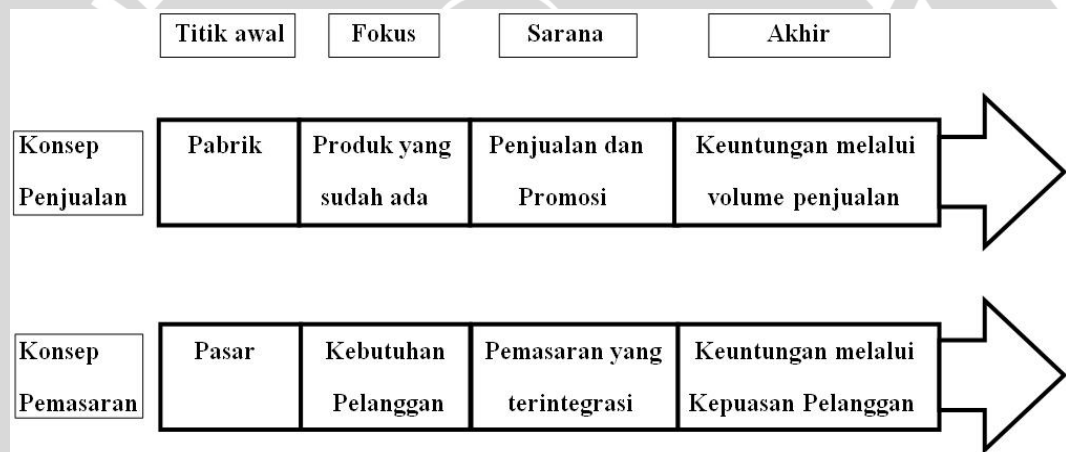 Titik awal Fokus Sarana Akhir
Konsep Pabrik Produk yang Penjualan dan Keuntungan melalui
Penjualan sudah ada Promosi volume penjualan
Konsep Pasar Kebutuhan Pemasaran yang Keuntungan melalui
Pemasaran Pelanggan terintegrasi Kepuasan Pelanggan